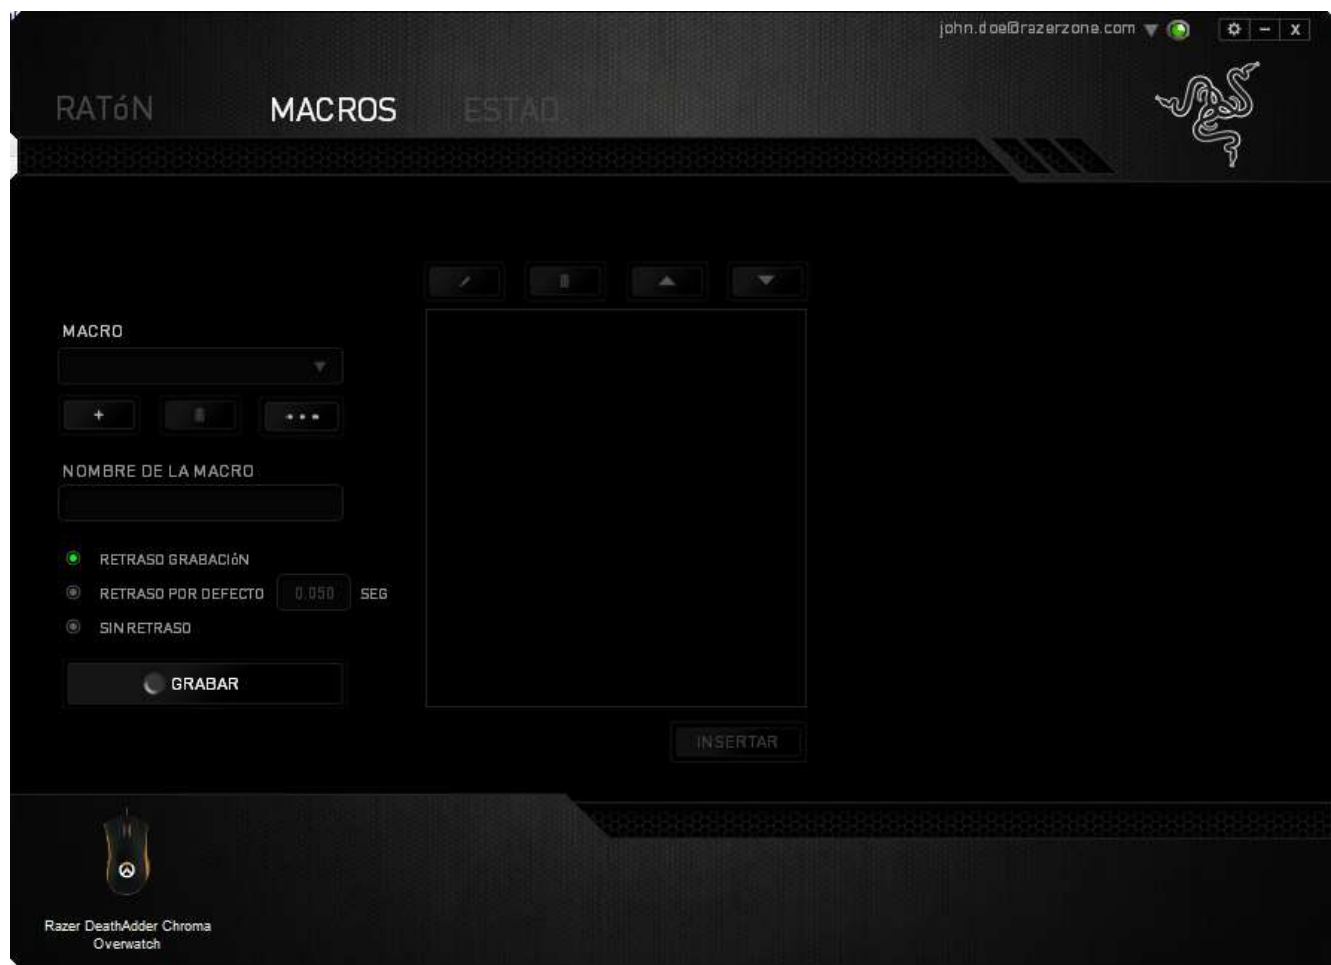 john.doe@razerzone.com
RATóN MACROS ESTAD.
MACRO
NOMBRE DE LA MACRO
RETRASO GRABACIóN
RETRASO POR DEFECTO 0.050 SEG
SIN RETRASO
GRABAR
INSERTAR
Razer DeathAdder Chroma
Overwatch